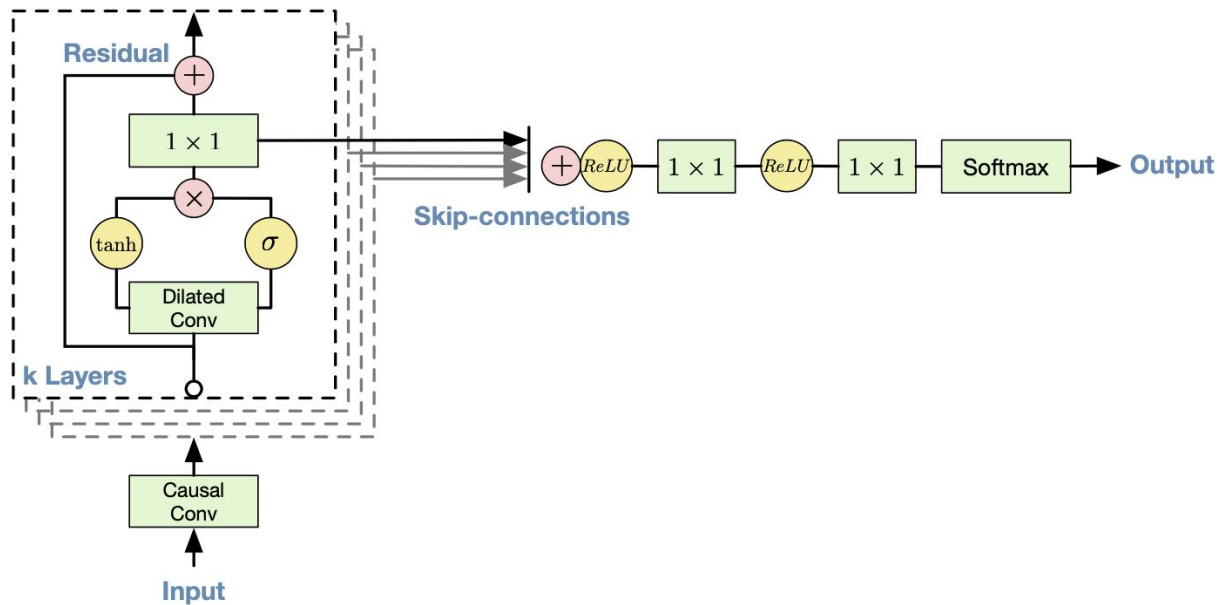 Residual
+
1 × 1
×
tanh
σ
Dilated
Conv
k Layers
Causal
Conv
Input
Skip-connections
+
ReLU
1 × 1
ReLU
1 × 1
Softmax
Output